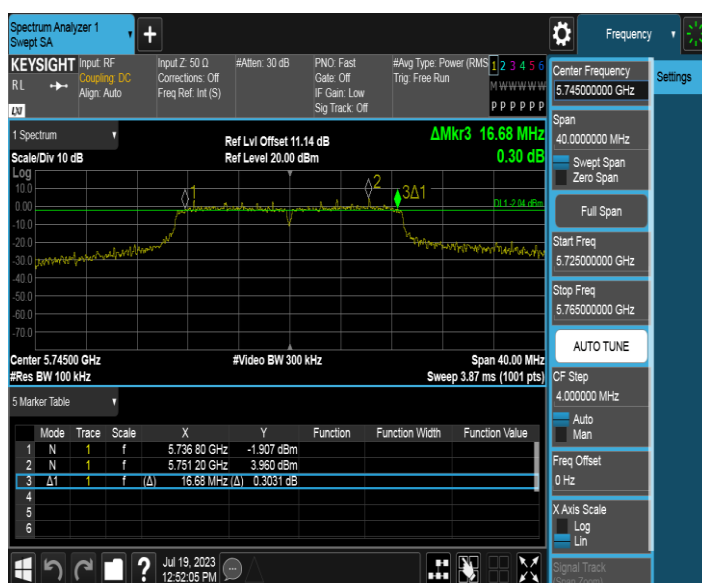 Spectrum Analyzer 1
Swept SA
+
Frequency
KEYSIGHT
RL
LXI
Input: RF
Coupling: DC
Align: Auto
Input Z: 50 Ω
Corrections: Off
Freq Ref: Int (S)
#Atten: 30 dB
PNO: Fast
Gate: Off
IF Gain: Low
Sig Track: Off
#Avg Type: Power (RMS
Trig: Free Run
1 2 3 4 5 6
M W W W W W
P P P P P P
1 Spectrum
Scale/Div 10 dB
Ref Lvl Offset 11.14 dB
Ref Level 20.00 dBm
ΔMkr3 16.68 MHz
0.30 dB
Log
10.0
0.00
-10.0
-20.0
-30.0
-40.0
-50.0
-60.0
-70.0
1
2
3Δ1
DL1 -2.04 dBm
Center 5.74500 GHz
#Res BW 100 kHz
#Video BW 300 kHz
Span 40.00 MHz
Sweep 3.87 ms (1001 pts)
5 Marker Table
Mode Trace Scale X Y Function Function Width Function Value
1 N 1 f 5.736 80 GHz -1.907 dBm
2 N 1 f 5.751 20 GHz 3.960 dBm
3 Δ1 1 f (Δ) 16.68 MHz (Δ) 0.3031 dB
4
5
6
?
Jul 19, 2023
12:52:05 PM
Center Frequency
5.745000000 GHz
Settings
Span
40.0000000 MHz
Swept Span
Zero Span
Full Span
Start Freq
5.725000000 GHz
Stop Freq
5.765000000 GHz
AUTO TUNE
CF Step
4.000000 MHz
Auto
Man
Freq Offset
0 Hz
X Axis Scale
Log
Lin
Signal Track
(Span Zoom)